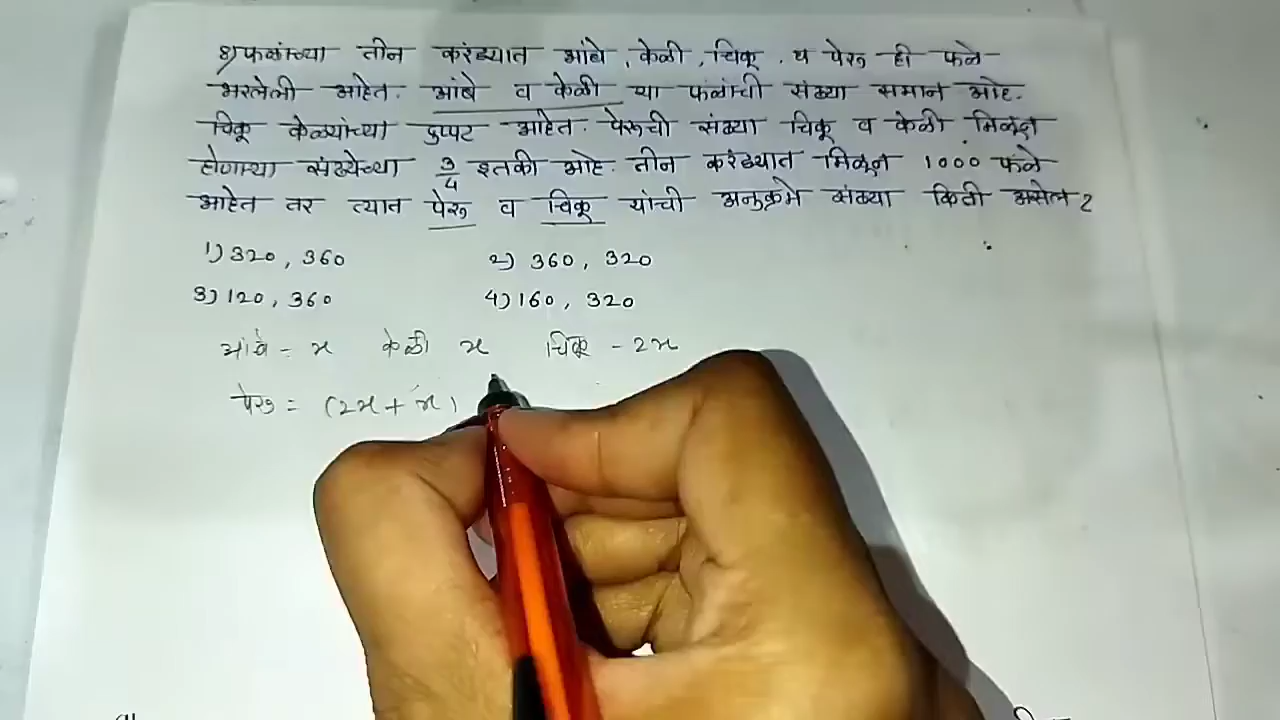 8) फळांच्या तीन करंड्यात आंबे, केळी, चिकू, व पेरू ही फळे
भरलेली आहेत. आंबे व केळी या फळांची संख्या समान आहे.
चिकू केळ्यांच्या दुप्पट आहेत. पेरूची संख्या चिकू व केळी मिळून
होणाऱ्या संख्येच्या 3/4 इतकी आहे. तीन करंड्यात मिळून 1000 फळे
आहेत तर त्यात पेरू व चिकू यांची अनुक्रमे संख्या किती असेल?
1) 320, 360 2) 360, 320
3) 120, 360 4) 160, 320
आंबे = x केळी x चिकू - 2x
पेरू = (2x + x)